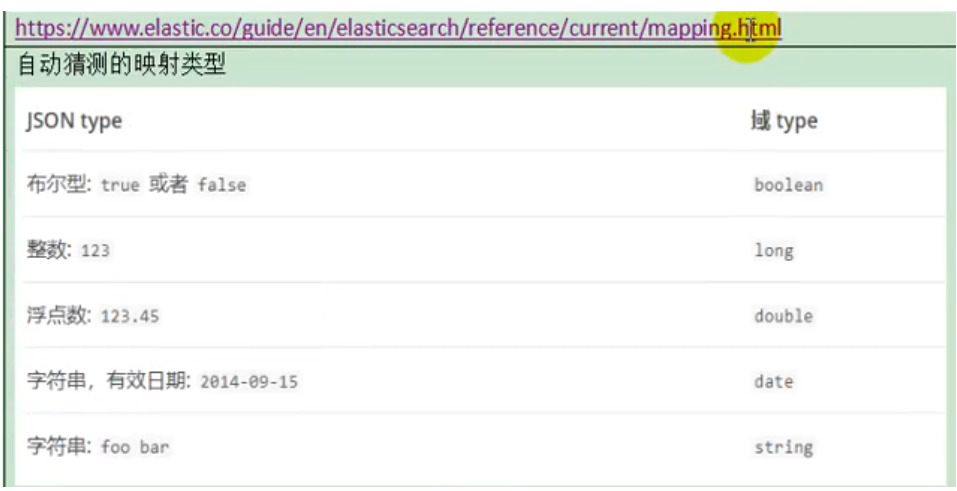 https://www.elastic.co/guide/en/elasticsearch/reference/current/mapping.html
自动猜测的映射类型
JSON type 域 type
布尔型: true 或者 false boolean
整数: 123 long
浮点数: 123.45 double
字符串，有效日期: 2014-09-15 date
字符串: foo bar string